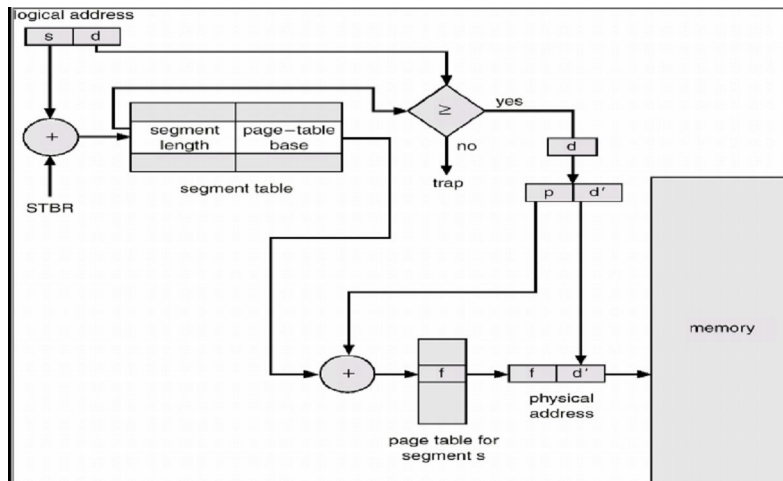 logical address
s d
+
STBR
segment length
page-table base
segment table
≥
yes
no
trap
d
p d'
+
f
page table for
segment s
f d'
physical
address
memory